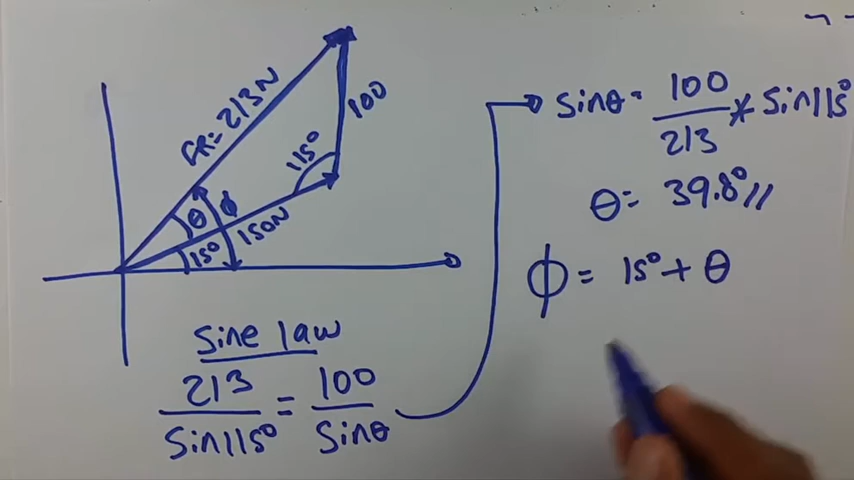 FR=213N
100
115°
θ
φ
150N
15°
Sine law
213 / Sin115° = 100 / Sinθ
Sinθ = 100 / 213 * Sin115°
θ = 39.8°//
φ = 15° + θ